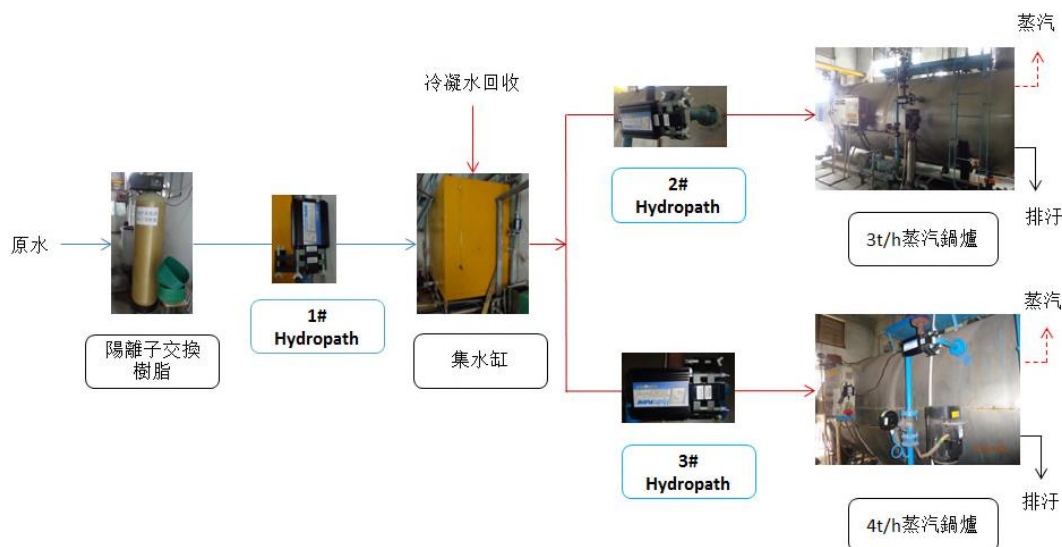 蒸汽
冷凝水回收
2#
Hydropath
排汙
原水
3t/h蒸汽鍋爐
1#
Hydropath
蒸汽
陽離子交換
樹脂
集水缸
3#
Hydropath
排汙
4t/h蒸汽鍋爐